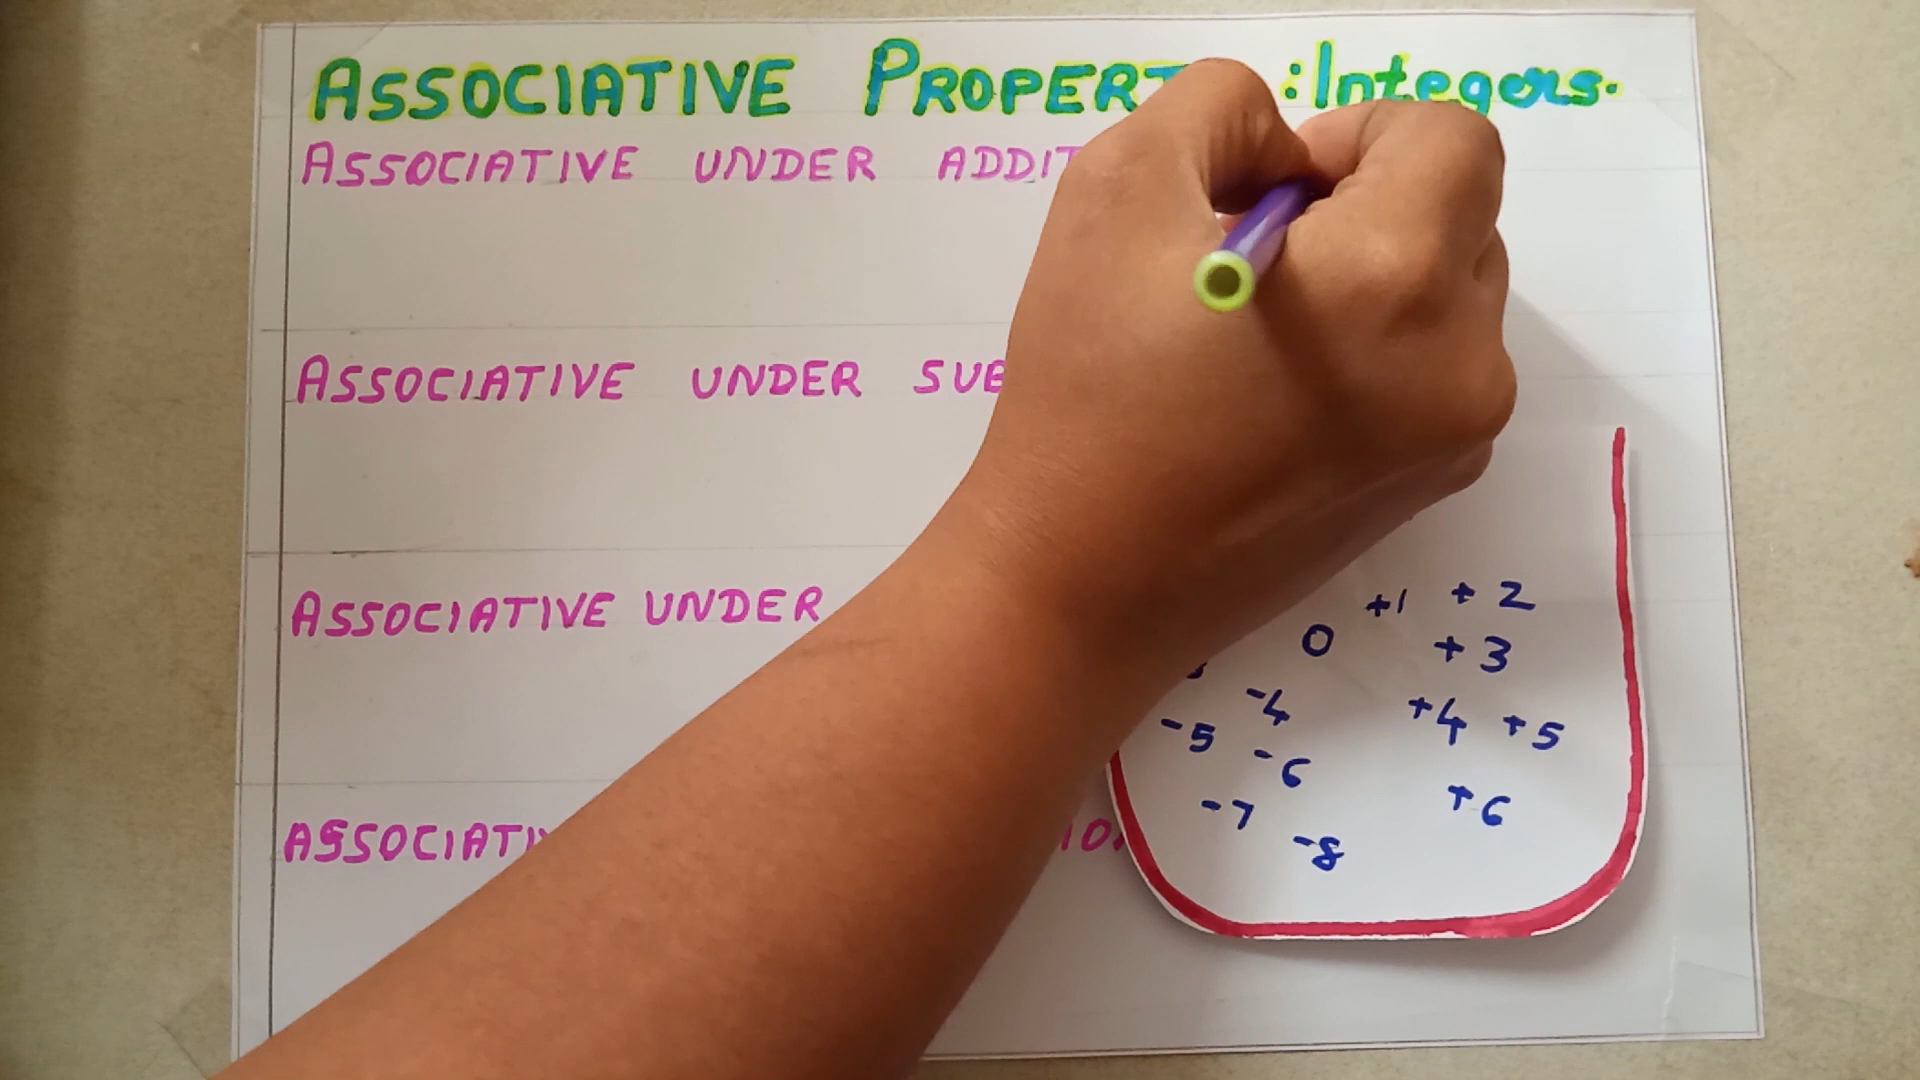 ASSOCIATIVE PROPERT : Integers.
ASSOCIATIVE UNDER ADDIT
ASSOCIATIVE UNDER SUB
ASSOCIATIVE UNDER
+1 +2
0 +3
-4 +4 +5
-5 -6
-7 +6
-8
ASSOCIATI